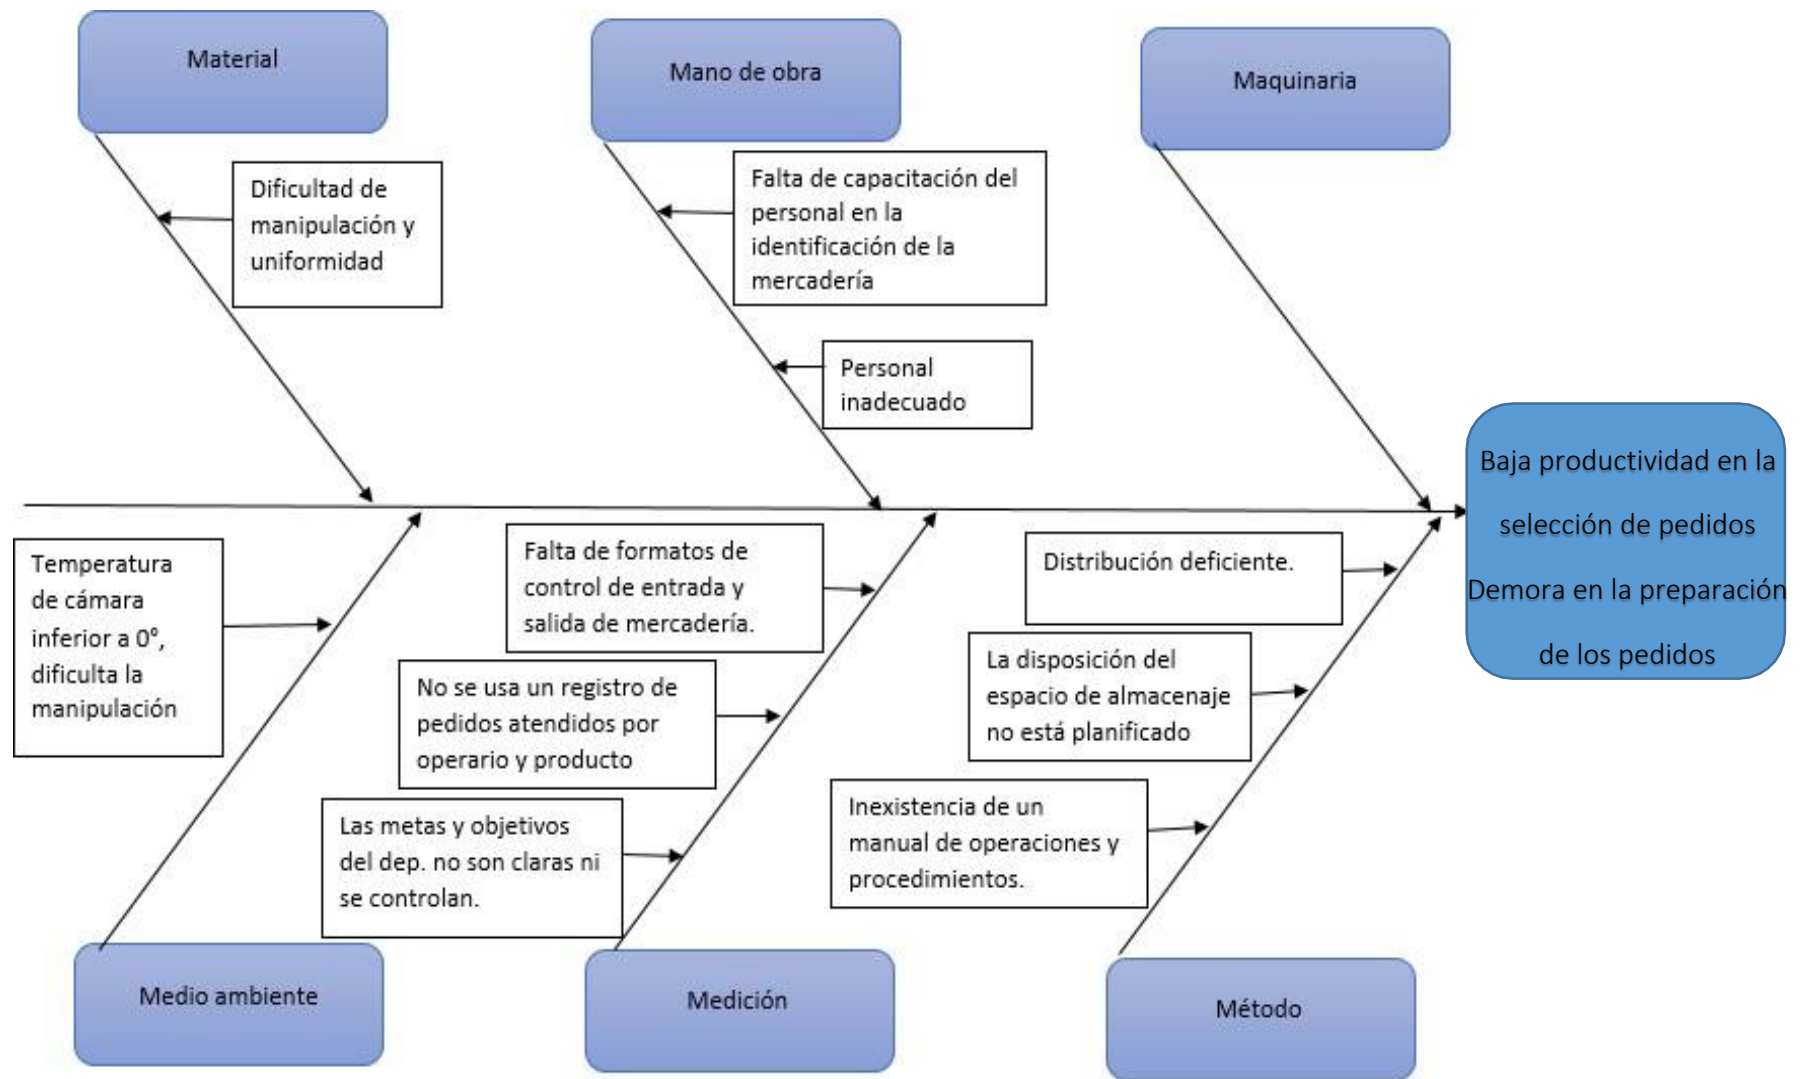 Material
Mano de obra
Maquinaria
Dificultad de
manipulación y
uniformidad
Falta de capacitación del
personal en la
identificación de la
mercadería
Personal
inadecuado
Baja productividad en la
selección de pedidos
Demora en la preparación
de los pedidos
Temperatura
de cámara
inferior a 0°,
dificulta la
manipulación
Falta de formatos de
control de entrada y
salida de mercadería.
No se usa un registro de
pedidos atendidos por
operario y producto
Las metas y objetivos
del dep. no son claras ni
se controlan.
Distribución deficiente.
La disposición del
espacio de almacenaje
no está planificado
Inexistencia de un
manual de operaciones y
procedimientos.
Medio ambiente
Medición
Método